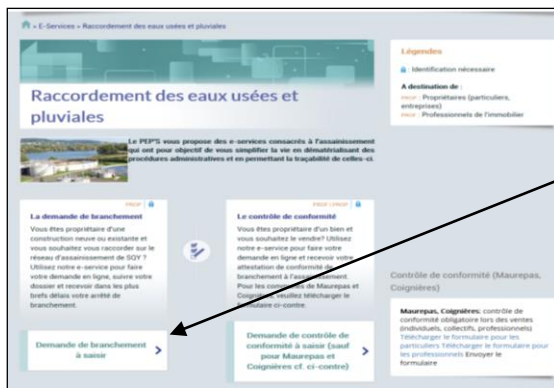 » E-Services » Raccordement des eaux usées et pluviales
Raccordement des eaux usées et
pluviales
Le PEP'S vous propose des e-services consacrés à l'assainissement
qui ont pour objectif de vous simplifier la vie en dématérialisant des
procédures administratives et en permettant la traçabilité de celles-ci.
PROP |
La demande de branchement
Vous êtes propriétaire d'une
construction neuve ou existante et
vous souhaitez vous raccorder sur le
réseau d'assainissement de SQY ?
Utilisez notre e-service pour faire
votre demande en ligne, suivre votre
dossier et recevoir dans les plus
brefs délais votre arrêté de
branchement.
Demande de branchement
à saisir
Le contrôle de conformité
Vous êtes propriétaire d'un bien et
vous souhaitez le vendre? Utilisez
notre e-service pour faire votre
demande en ligne et recevoir votre
attestation de conformité de
branchement à l'assainissement.
Pour les communes de Maurepas et
Coignières, veuillez télécharger le
formulaire ci-contre.
Demande de contrôle de
conformité à saisir (sauf
pour Maurepas et
Coignières cf. ci-contre)
Légendes
: Identification nécessaire
A destination de :
PROP : Propriétaires (particuliers,
entreprises)
: Professionnels de l'immobilier
Contrôle de conformité (Maurepas,
Coignières)
Maurepas, Coignières: contrôle de
conformité obligatoire lors des ventes
(individuels, collectifs, professionnels)
Télécharger le formulaire pour les
particuliers Télécharger le formulaire pour
les professionnels Envoyer le
formulaire